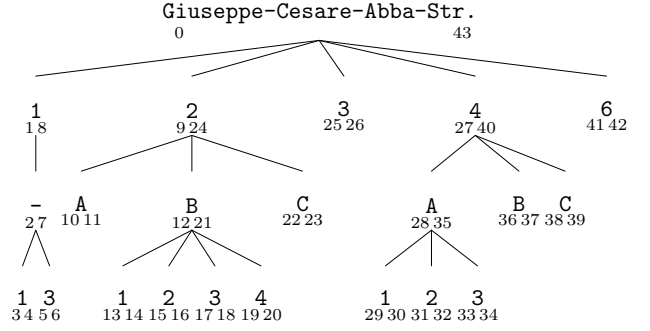 Giuseppe-Cesare-Abba-Str.
0 43
1 2 3 4 6
1 8 9 24 25 26 27 40 41 42
- A B C A B C
2 7 10 11 12 21 22 23 28 35 36 37 38 39
1 3 1 2 3 4 1 2 3
3 4 5 6 13 14 15 16 17 18 19 20 29 30 31 32 33 34